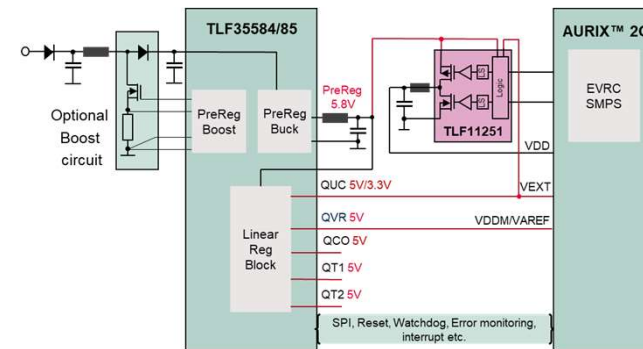 TLF35584/85
AURIX™ 2G
Optional
Boost
circuit
PreReg
Boost
PreReg
Buck
PreReg
5.8V
LS
LS
Logic
TLF11251
EVRC
SMPS
VDD
QUC 5V/3.3V
VEXT
QVR 5V
VDDM/VAREF
Linear
Reg
Block
QCO 5V
QT1 5V
QT2 5V
SPI, Reset, Watchdog, Error monitoring,
interrupt etc.